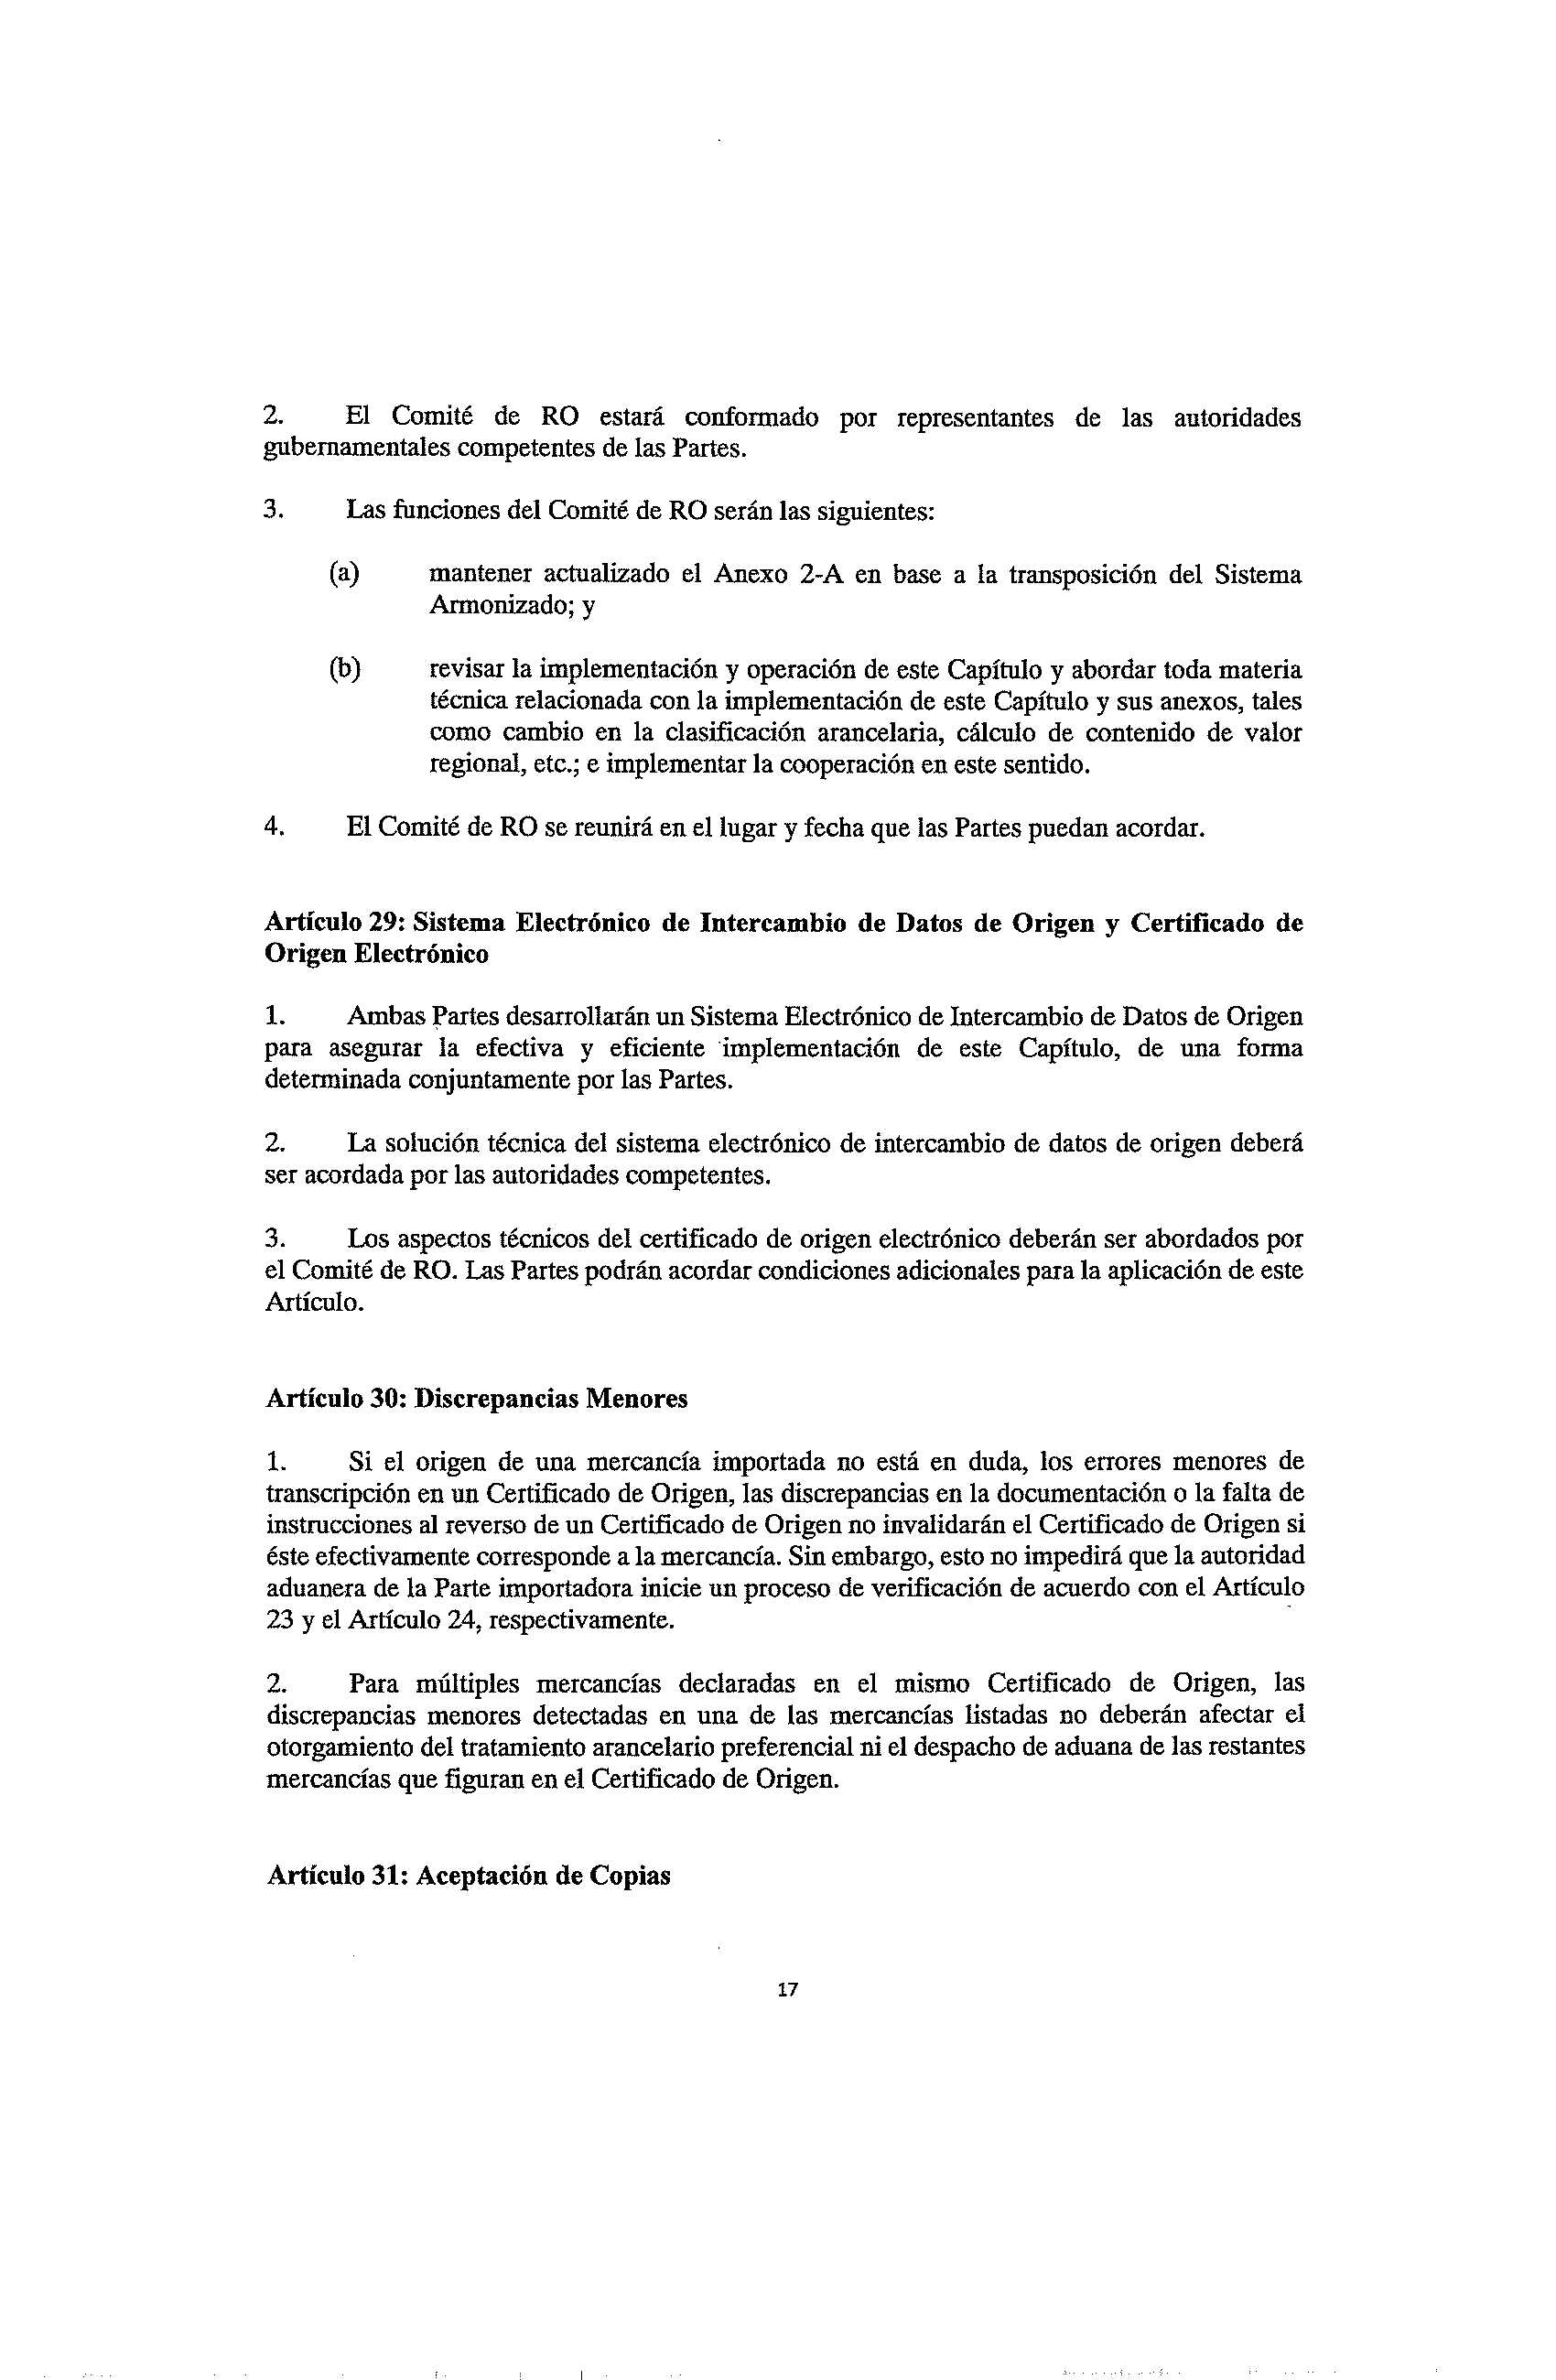 2. El Comité de RO estará conformado por representantes de las autoridades
gubernamentales competentes de las Partes.
3. Las funciones del Comité de RO serán las siguientes:
(a) mantener actualizado el Anexo 2-A en base a la transposición del Sistema
Armonizado; y
(b) revisar la implementación y operación de este Capítulo y abordar toda materia
técnica relacionada con la implementación de este Capítulo y sus anexos, tales
como cambio en la clasificación arancelaria, cálculo de contenido de valor
regional, etc.; e implementar la cooperación en este sentido.
4. El Comité de RO se reunirá en el lugar y fecha que las Partes puedan acordar.
Artículo 29: Sistema Electrónico de Intercambio de Datos de Origen y Certificado de
Origen Electrónico
1. Ambas Partes desarrollarán un Sistema Electrónico de Intercambio de Datos de Origen
para asegurar la efectiva y eficiente implementación de este Capítulo, de una forma
determinada conjuntamente por las Partes.
2. La solución técnica del sistema electrónico de intercambio de datos de origen deberá
ser acordada por las autoridades competentes.
3. Los aspectos técnicos del certificado de origen electrónico deberán ser abordados por
el Comité de RO. Las Partes podrán acordar condiciones adicionales para la aplicación de este
Artículo.
Artículo 30: Discrepancias Menores
1. Si el origen de una mercancía importada no está en duda, los errores menores de
transcripción en un Certificado de Origen, las discrepancias en la documentación o la falta de
instrucciones al reverso de un Certificado de Origen no invalidarán el Certificado de Origen si
éste efectivamente corresponde a la mercancía. Sin embargo, esto no impedirá que la autoridad
aduanera de la Parte importadora inicie un proceso de verificación de acuerdo con el Artículo
23 y el Artículo 24, respectivamente.
2. Para múltiples mercancías declaradas en el mismo Certificado de Origen, las
discrepancias menores detectadas en una de las mercancías listadas no deberán afectar el
otorgamiento del tratamiento arancelario preferencial ni el despacho de aduana de las restantes
mercancías que figuran en el Certificado de Origen.
Artículo 31: Aceptación de Copias
17